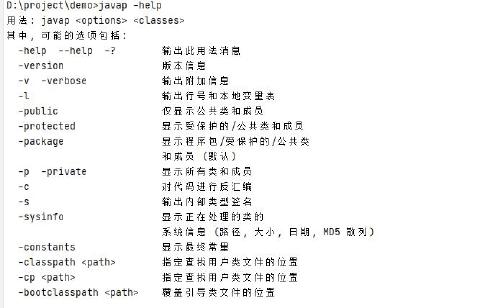 D:\project\demo>javap -help
用法: javap <options> <classes>
其中, 可能的选项包括:
-help --help -? 输出此用法消息
-version 版本信息
-v -verbose 输出附加信息
-l 输出行号和本地变量表
-public 仅显示公共类和成员
-protected 显示受保护的/公共类和成员
-package 显示程序包/受保护的/公共类
和成员 (默认)
-p -private 显示所有类和成员
-c 对代码进行反汇编
-s 输出内部类型签名
-sysinfo 显示正在处理的类的
系统信息 (路径, 大小, 日期, MD5 散列)
-constants 显示最终常量
-classpath <path> 指定查找用户类文件的位置
-cp <path> 指定查找用户类文件的位置
-bootclasspath <path> 覆盖引导类文件的位置